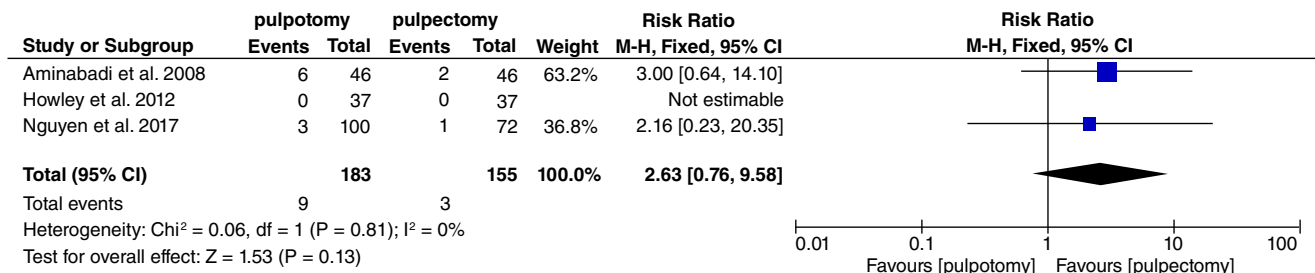 pulpotomy pulpectomy Risk Ratio Risk Ratio
Study or Subgroup Events Total Events Total Weight M-H, Fixed, 95% CI M-H, Fixed, 95% CI
Aminabadi et al. 2008 6 46 2 46 63.2% 3.00 [0.64, 14.10]
Howley et al. 2012 0 37 0 37 Not estimable
Nguyen et al. 2017 3 100 1 72 36.8% 2.16 [0.23, 20.35]
Total (95% CI) 183 155 100.0% 2.63 [0.76, 9.58]
Total events 9 3
Heterogeneity: Chi² = 0.06, df = 1 (P = 0.81); I² = 0%
Test for overall effect: Z = 1.53 (P = 0.13)
0.01 0.1 1 10 100
Favours [pulpotomy] Favours [pulpectomy]